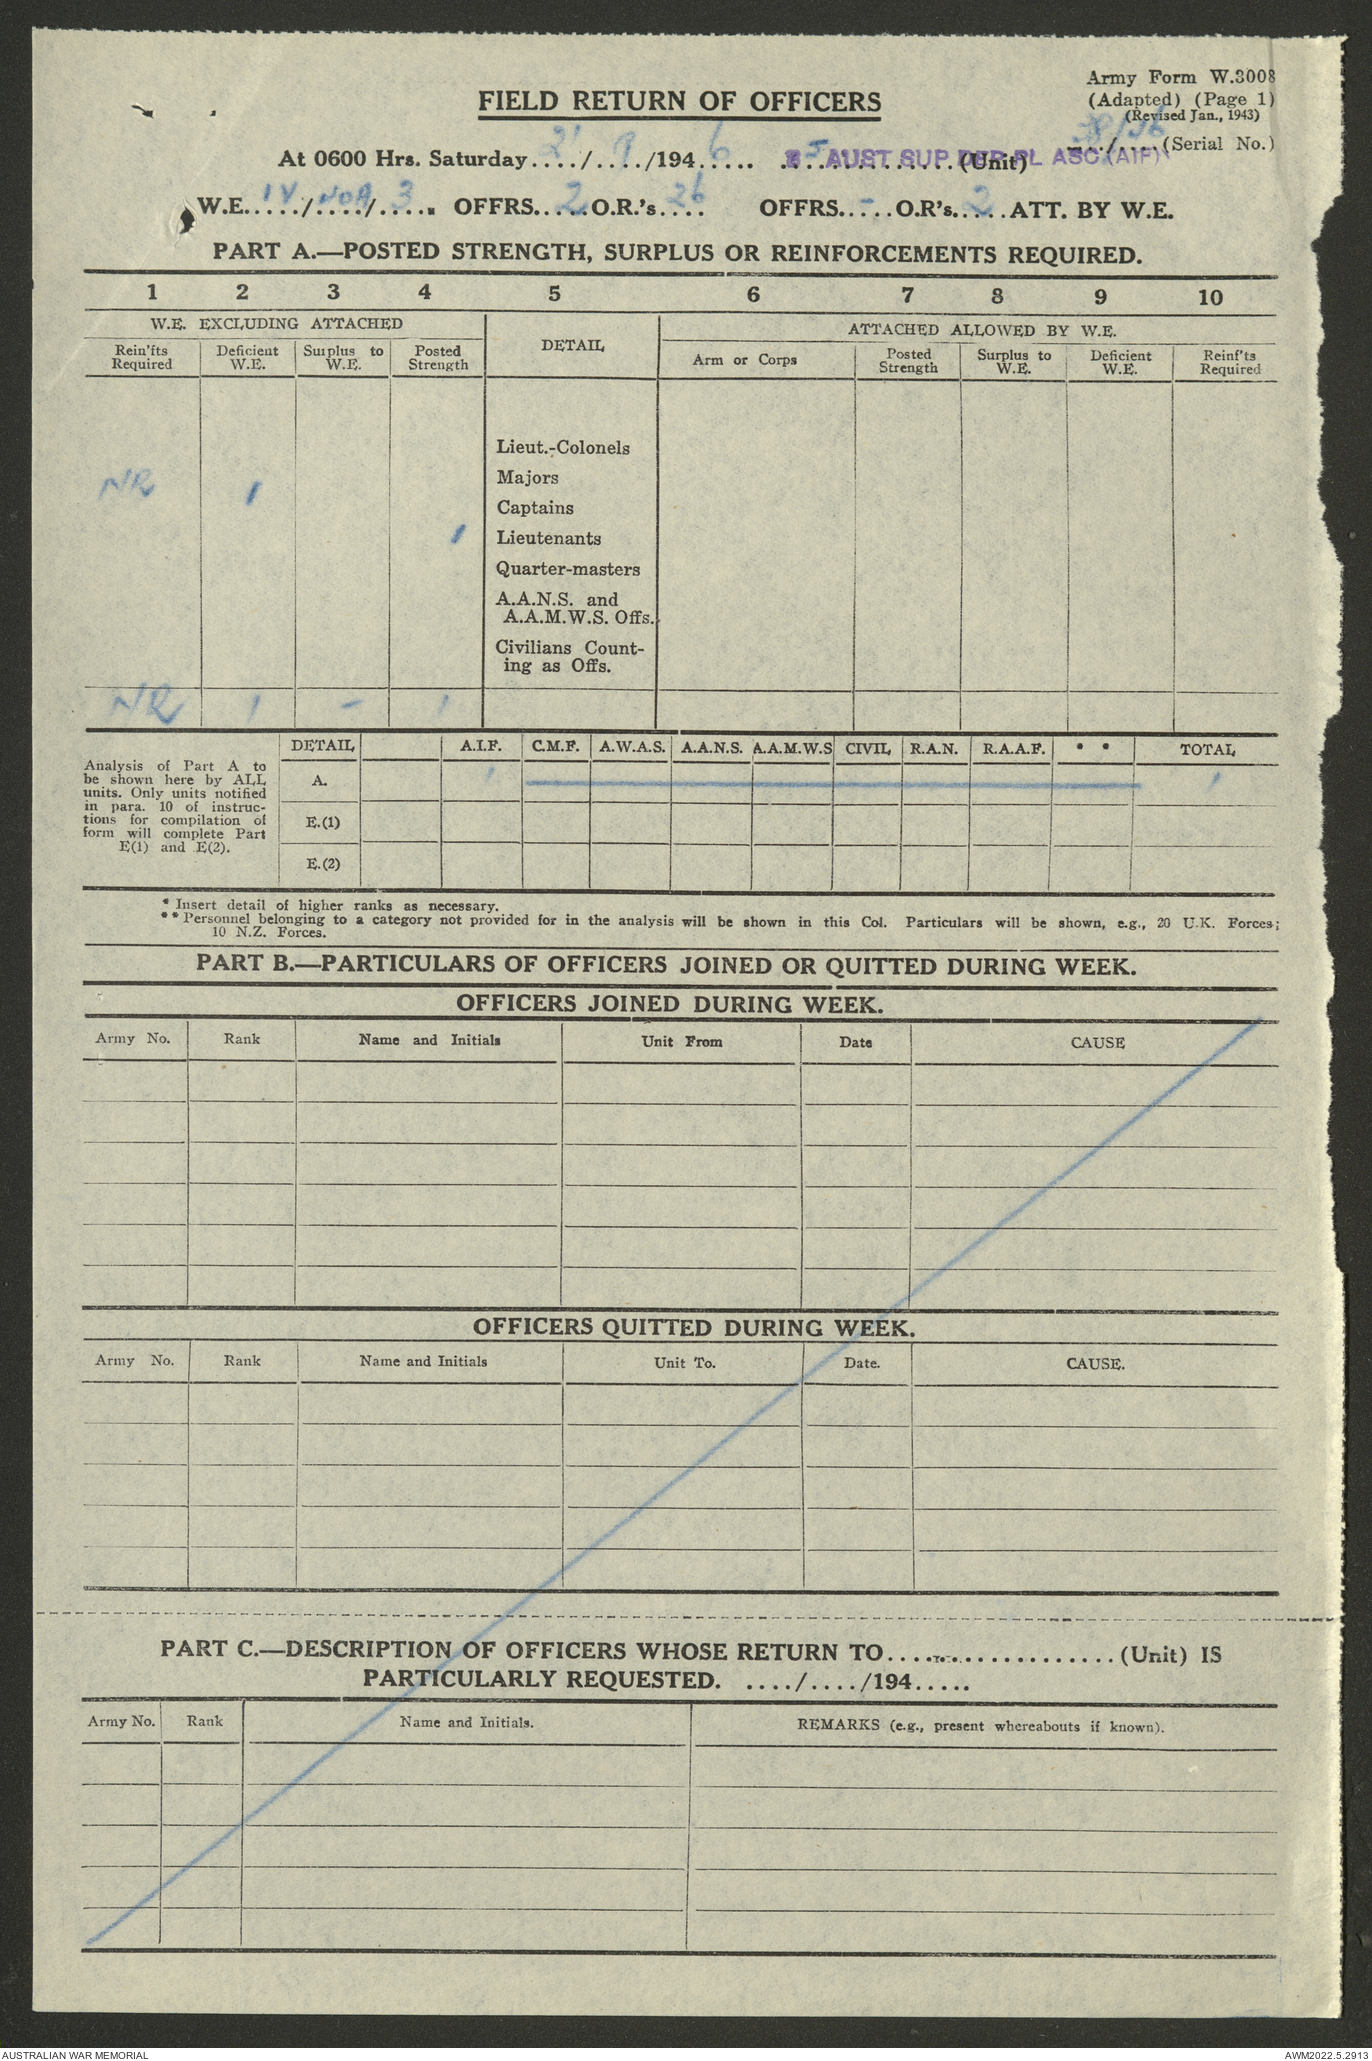 Army Form W.3008
(Adapted) (Page 1)
(Revised Jan., 1943)
FIELD RETURN OF OFFICERS
38/46 (Serial No.)
At 0600 Hrs. Saturday 21/9/1946 5 AUST SUP DEP PL ASC (AIF) (Unit)
W.E. IV/ /3. OFFRS. 2 O.R.'s 26 OFFRS. - O.R's. 2 ATT. BY W.E.
PART A.—POSTED STRENGTH, SURPLUS OR REINFORCEMENTS REQUIRED.
1 2 3 4 5 6 7 8 9 10
W.E. EXCLUDING ATTACHED DETAIL ATTACHED ALLOWED BY W.E.
Rein'fts Required Deficient W.E. Surplus to W.E. Posted Strength Arm or Corps Posted Strength Surplus to W.E. Deficient W.E. Reinf'ts Required
Lieut.-Colonels
Majors
NR 1 Captains
1 Lieutenants
Quarter-masters
A.A.N.S. and
A.A.M.W.S. Offs.
Civilians Count-
ing as Offs.
NR 1 - 1
DETAIL A.I.F. C.M.F. A.W.A.S. A.A.N.S. A.A.M.W.S CIVIL R.A.N. R.A.A.F. * * TOTAL
Analysis of Part A to
be shown here by ALL
units. Only units notified
in para. 10 of instruc-
tions for compilation of
form will complete Part
E(1) and E(2).
A. 1 1
E.(1)
E.(2)
* Insert detail of higher ranks as necessary.
** Personnel belonging to a category not provided for in the analysis will be shown in this Col. Particulars will be shown, e.g., 20 U.K. Forces;
10 N.Z. Forces.
PART B.—PARTICULARS OF OFFICERS JOINED OR QUITTED DURING WEEK.
OFFICERS JOINED DURING WEEK.
Army No. Rank Name and Initials Unit From Date CAUSE
OFFICERS QUITTED DURING WEEK.
Army No. Rank Name and Initials Unit To. Date. CAUSE.
PART C.—DESCRIPTION OF OFFICERS WHOSE RETURN TO.....................(Unit) IS
PARTICULARLY REQUESTED. ..../..../194.....
Army No. Rank Name and Initials. REMARKS (e.g., present whereabouts if known).
AUSTRALIAN WAR MEMORIAL
AWM2022.5.2913